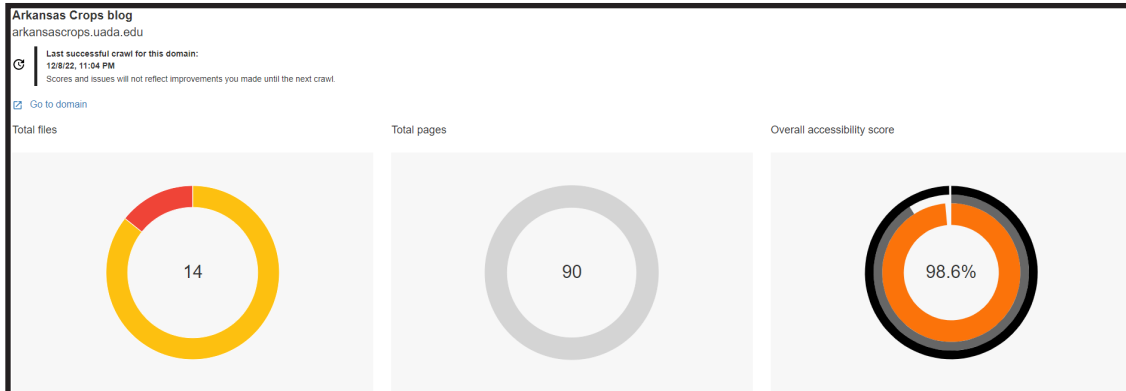 Arkansas Crops blog
arkansascrops.uada.edu
Last successful crawl for this domain:
12/8/22, 11:04 PM
Scores and issues will not reflect improvements you made until the next crawl.
Go to domain
Total files
Total pages
Overall accessibility score
14
90
98.6%